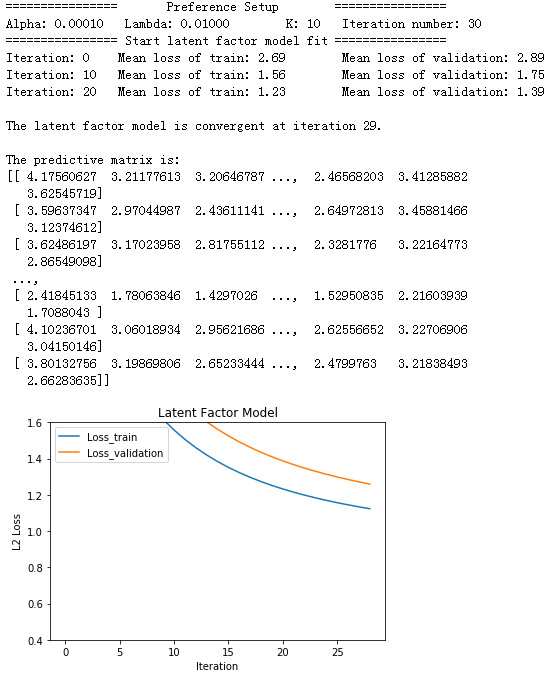 ================ Preference Setup ================
Alpha: 0.00010 Lambda: 0.01000 K: 10 Iteration number: 30
================ Start latent factor model fit ================
Iteration: 0 Mean loss of train: 2.69 Mean loss of validation: 2.89
Iteration: 10 Mean loss of train: 1.56 Mean loss of validation: 1.75
Iteration: 20 Mean loss of train: 1.23 Mean loss of validation: 1.39
The latent factor model is convergent at iteration 29.
The predictive matrix is:
[[ 4.17560627 3.21177613 3.20646787 ..., 2.46568203 3.41285882
3.62545719]
[ 3.59637347 2.97044987 2.43611141 ..., 2.64972813 3.45881466
3.12374612]
[ 3.62486197 3.17023958 2.81755112 ..., 2.3281776 3.22164773
2.86549098]
...,
[ 2.41845133 1.78063846 1.4297026 ..., 1.52950835 2.21603939
1.7088043 ]
[ 4.10236701 3.06018934 2.95621686 ..., 2.62556652 3.22706906
3.04150146]
[ 3.80132756 3.19869806 2.65233444 ..., 2.4799763 3.21838493
2.66283635]]
Latent Factor Model
Loss_train
Loss_validation
1.6
1.4
1.2
1.0
0.8
0.6
0.4
L2 Loss
0 5 10 15 20 25
Iteration